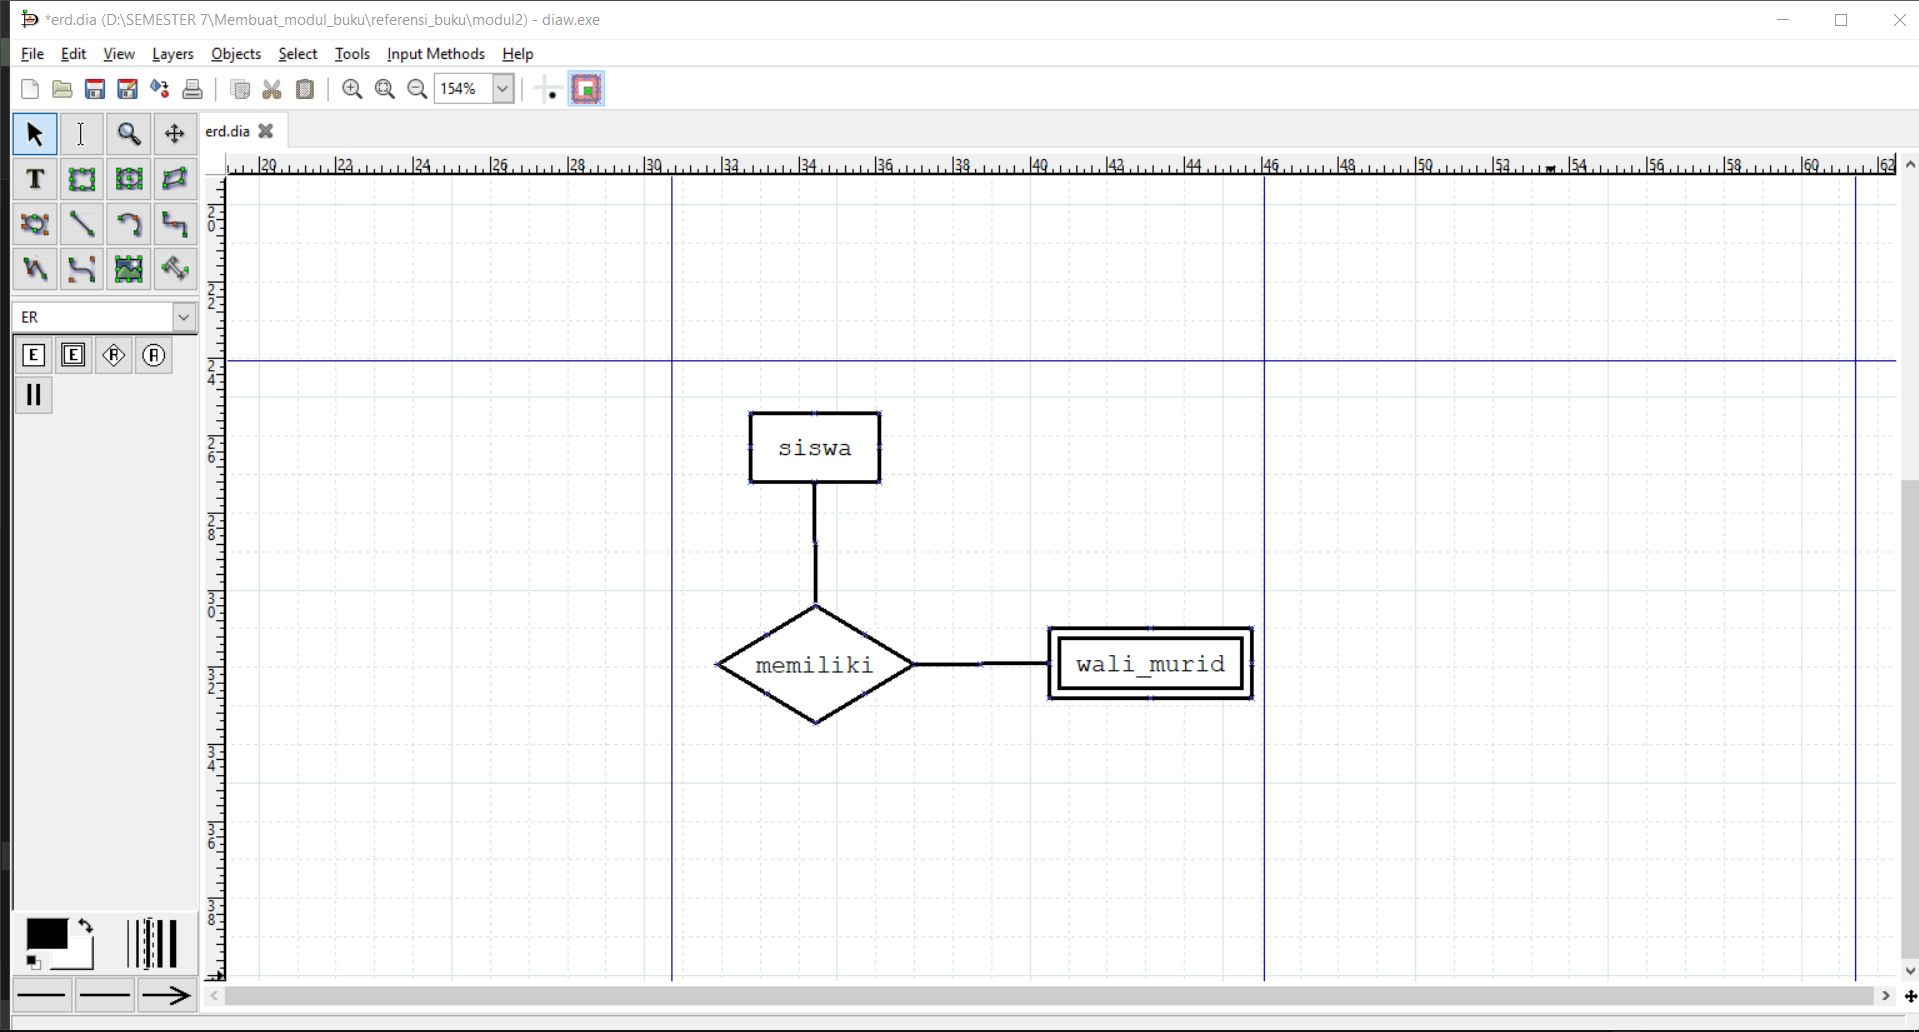 *erd.dia (D:\SEMESTER 7\Membuat_modul_buku\referensi_buku\modul2) - diaw.exe
File Edit View Layers Objects Select Tools Input Methods Help
154%
erd.dia
20 22 24 26 28 30 32 34 36 38 40 42 44 46 48 50 52 54 56 58 60 62
T
ER
E E R A
20
22
24
26
28
30
32
34
36
38
siswa
memiliki
wali_murid